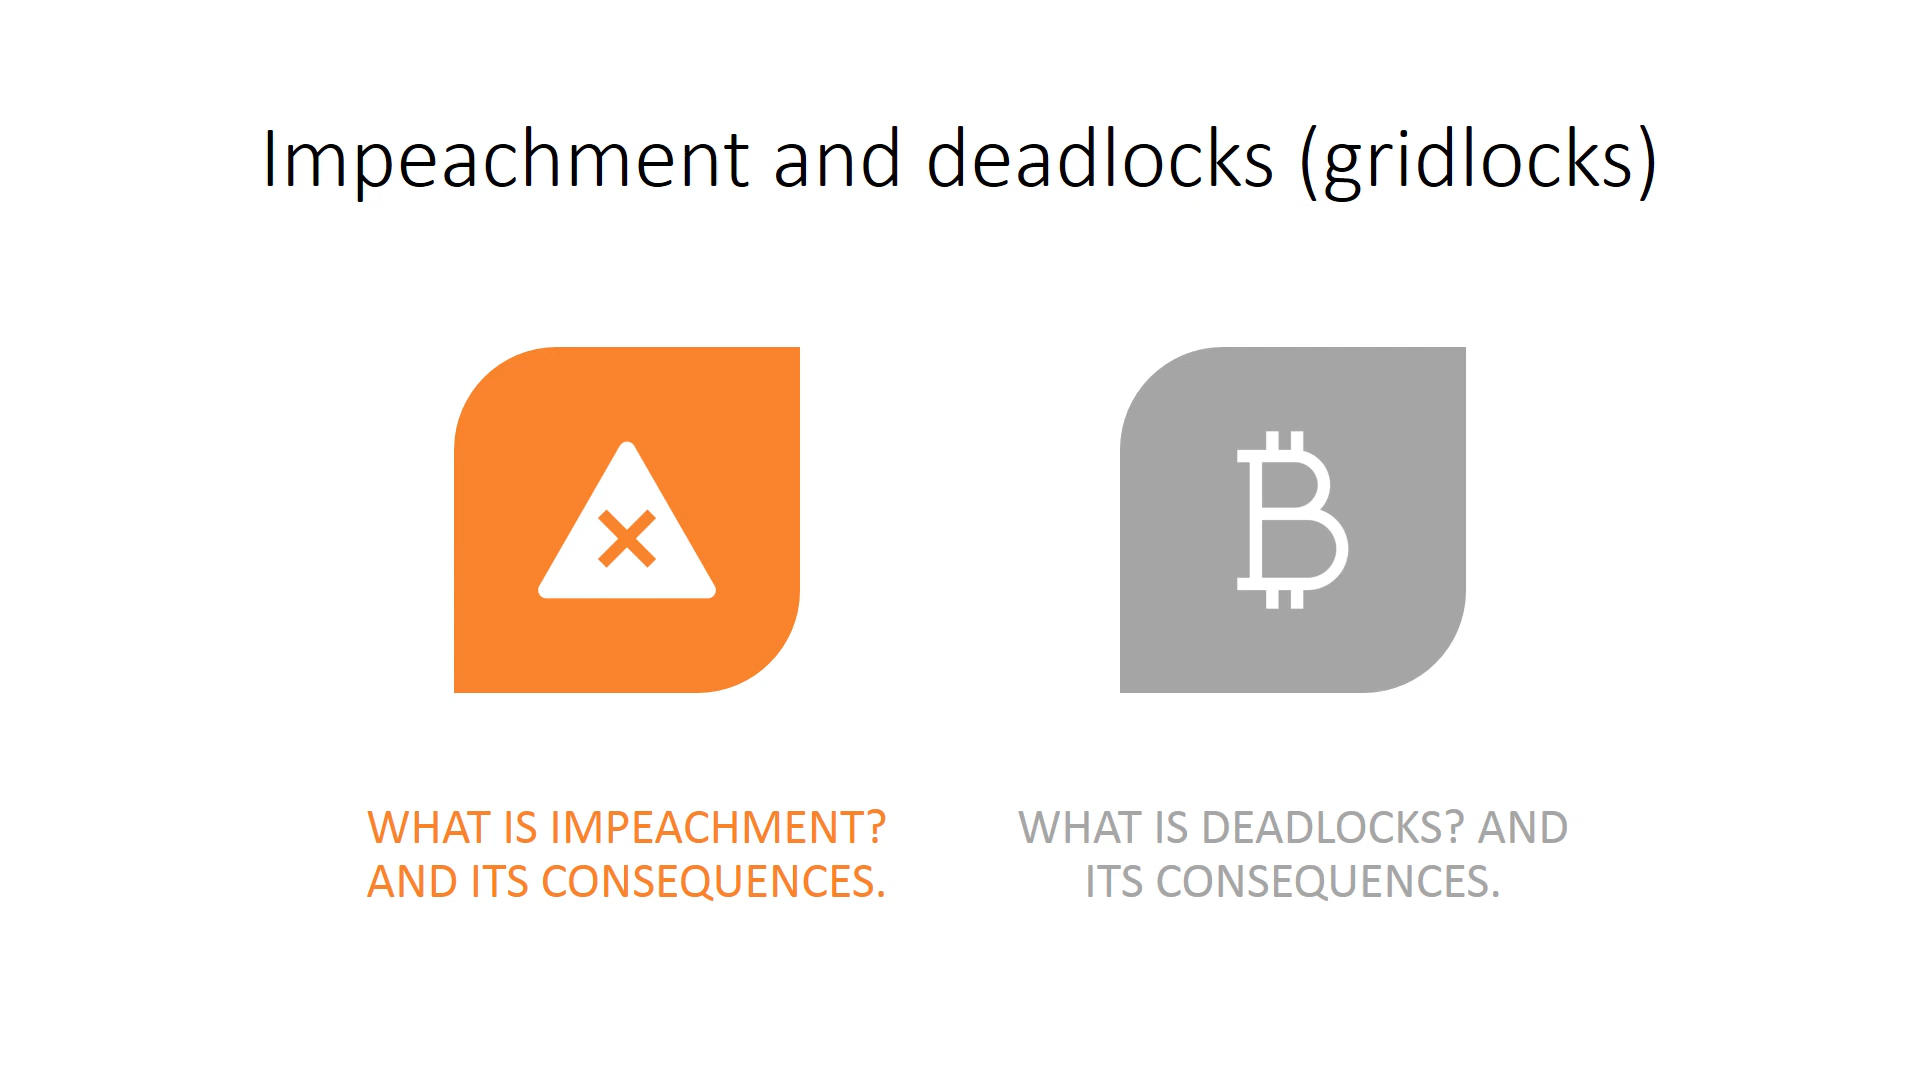 Impeachment and deadlocks (gridlocks)
WHAT IS IMPEACHMENT?
AND ITS CONSEQUENCES.
WHAT IS DEADLOCKS? AND
ITS CONSEQUENCES.